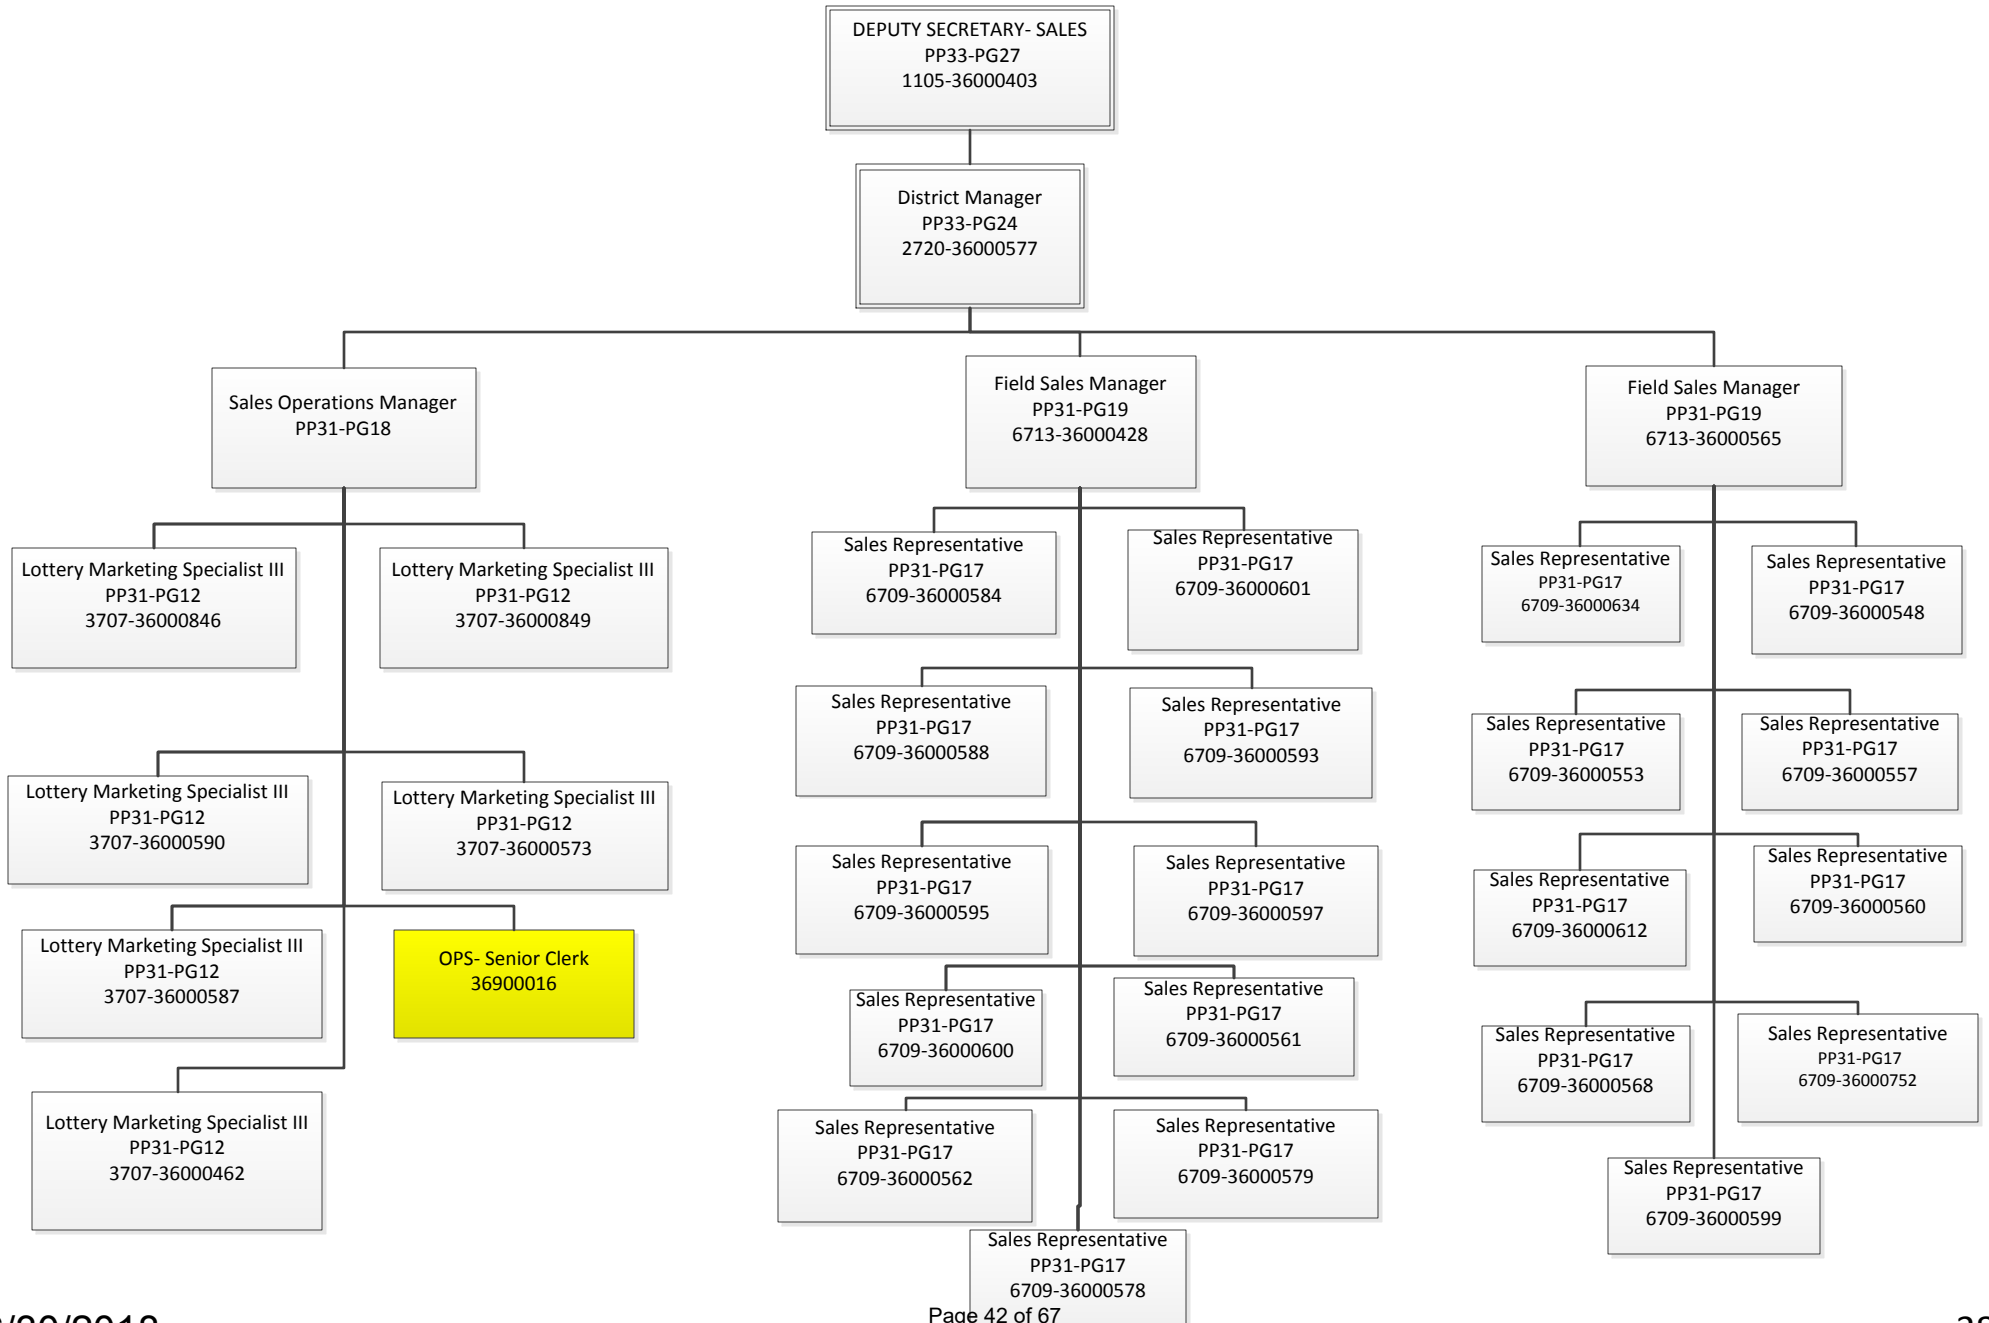 DEPUTY SECRETARY- SALES
PP33-PG27
1105-36000403
District Manager
PP33-PG24
2720-36000577
Sales Operations Manager
PP31-PG18
Field Sales Manager
PP31-PG19
6713-36000428
Field Sales Manager
PP31-PG19
6713-36000565
Lottery Marketing Specialist III
PP31-PG12
3707-36000846
Lottery Marketing Specialist III
PP31-PG12
3707-36000849
Lottery Marketing Specialist III
PP31-PG12
3707-36000590
Lottery Marketing Specialist III
PP31-PG12
3707-36000573
Lottery Marketing Specialist III
PP31-PG12
3707-36000587
OPS- Senior Clerk
36900016
Lottery Marketing Specialist III
PP31-PG12
3707-36000462
Sales Representative
PP31-PG17
6709-36000584
Sales Representative
PP31-PG17
6709-36000601
Sales Representative
PP31-PG17
6709-36000588
Sales Representative
PP31-PG17
6709-36000593
Sales Representative
PP31-PG17
6709-36000595
Sales Representative
PP31-PG17
6709-36000597
Sales Representative
PP31-PG17
6709-36000600
Sales Representative
PP31-PG17
6709-36000561
Sales Representative
PP31-PG17
6709-36000562
Sales Representative
PP31-PG17
6709-36000579
Sales Representative
PP31-PG17
6709-36000578
Sales Representative
PP31-PG17
6709-36000634
Sales Representative
PP31-PG17
6709-36000548
Sales Representative
PP31-PG17
6709-36000553
Sales Representative
PP31-PG17
6709-36000557
Sales Representative
PP31-PG17
6709-36000612
Sales Representative
PP31-PG17
6709-36000560
Sales Representative
PP31-PG17
6709-36000568
Sales Representative
PP31-PG17
6709-36000752
Sales Representative
PP31-PG17
6709-36000599
Page 42 of 67